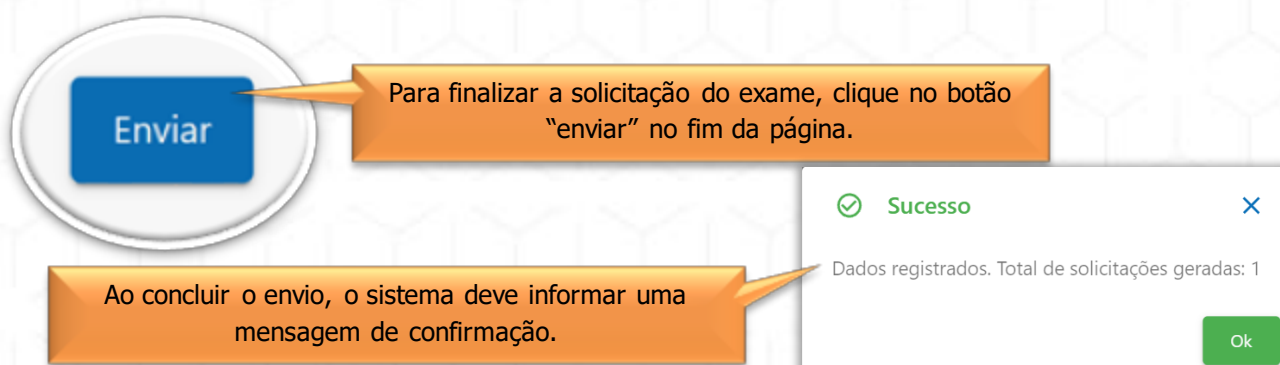 Enviar
Para finalizar a solicitação do exame, clique no botão
“enviar” no fim da página.
Sucesso
Dados registrados. Total de solicitações geradas: 1
Ao concluir o envio, o sistema deve informar uma
mensagem de confirmação.
Ok